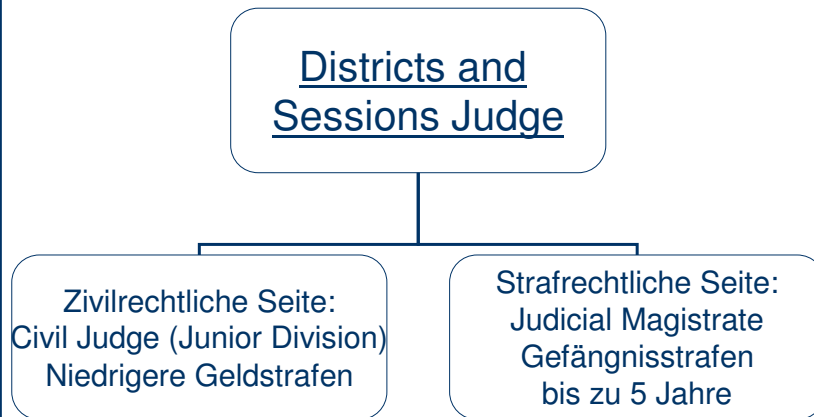 Districts and
Sessions Judge
Zivilrechtliche Seite:
Civil Judge (Junior Division)
Niedrigere Geldstrafen
Strafrechtliche Seite:
Judicial Magistrate
Gefängnisstrafen
bis zu 5 Jahre